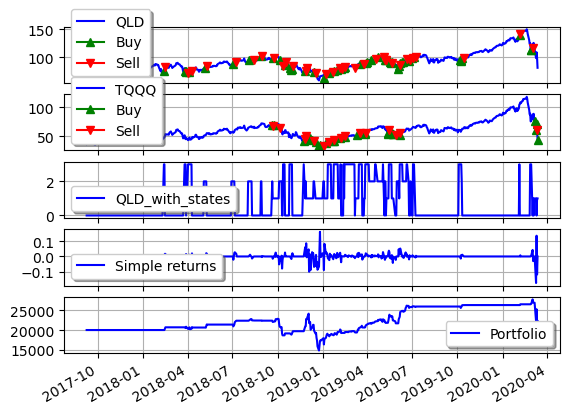 150
100
QLD
Buy
Sell
100
50
TQQQ
Buy
Sell
2
0
QLD_with_states
0.1
0.0
−0.1
Simple returns
25000
20000
15000
Portfolio
2017-10
2018-01
2018-04
2018-07
2018-10
2019-01
2019-04
2019-07
2019-10
2020-01
2020-04